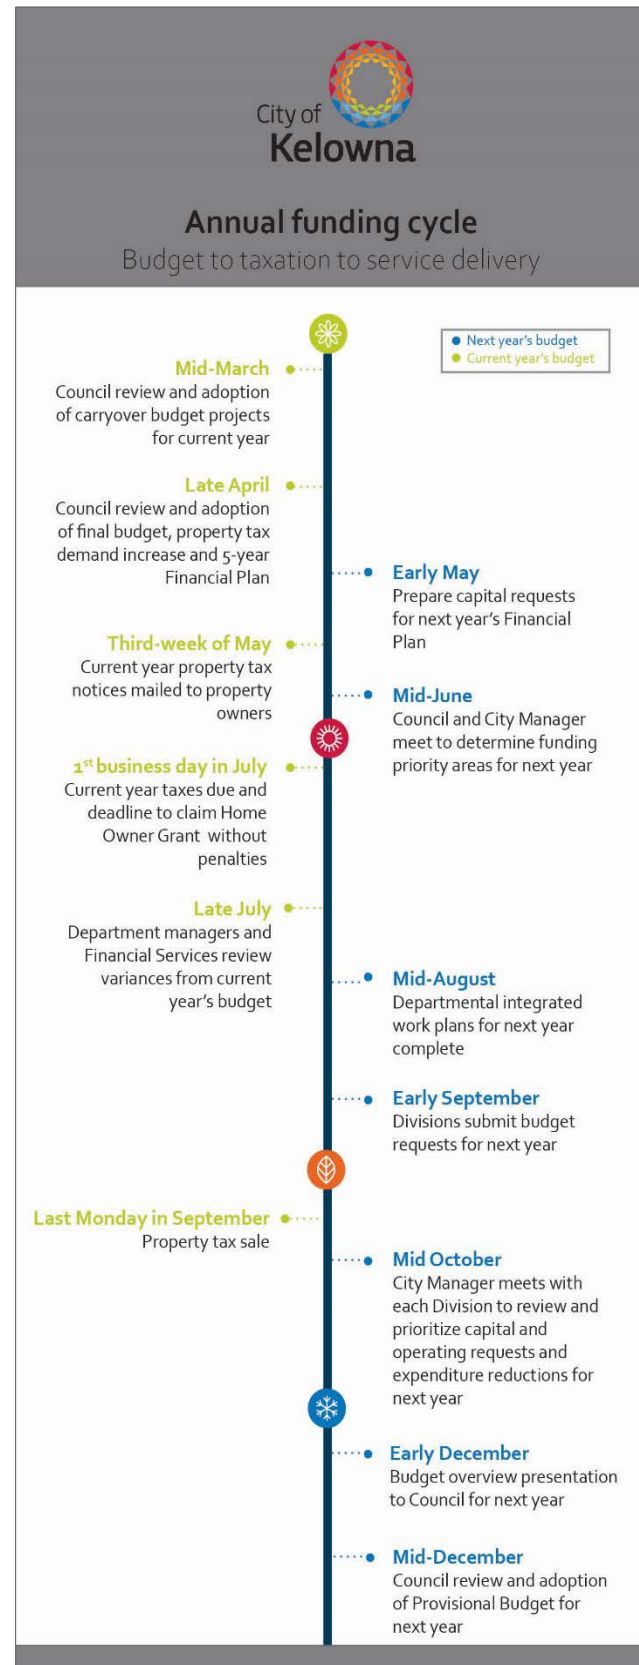 City of
Kelowna
Annual funding cycle
Budget to taxation to service delivery
Next year's budget
Current year's budget
Mid-March
Council review and adoption
of carryover budget projects
for current year
Late April
Council review and adoption
of final budget, property tax
demand increase and 5-year
Financial Plan
Early May
Prepare capital requests
for next year's Financial
Plan
Third-week of May
Current year property tax
notices mailed to property
owners
Mid-June
Council and City Manager
meet to determine funding
priority areas for next year
1st business day in July
Current year taxes due and
deadline to claim Home
Owner Grant without
penalties
Late July
Department managers and
Financial Services review
variances from current
year's budget
Mid-August
Departmental integrated
work plans for next year
complete
Early September
Divisions submit budget
requests for next year
Last Monday in September
Property tax sale
Mid October
City Manager meets with
each Division to review and
prioritize capital and
operating requests and
expenditure reductions for
next year
Early December
Budget overview presentation
to Council for next year
Mid-December
Council review and adoption
of Provisional Budget for
next year